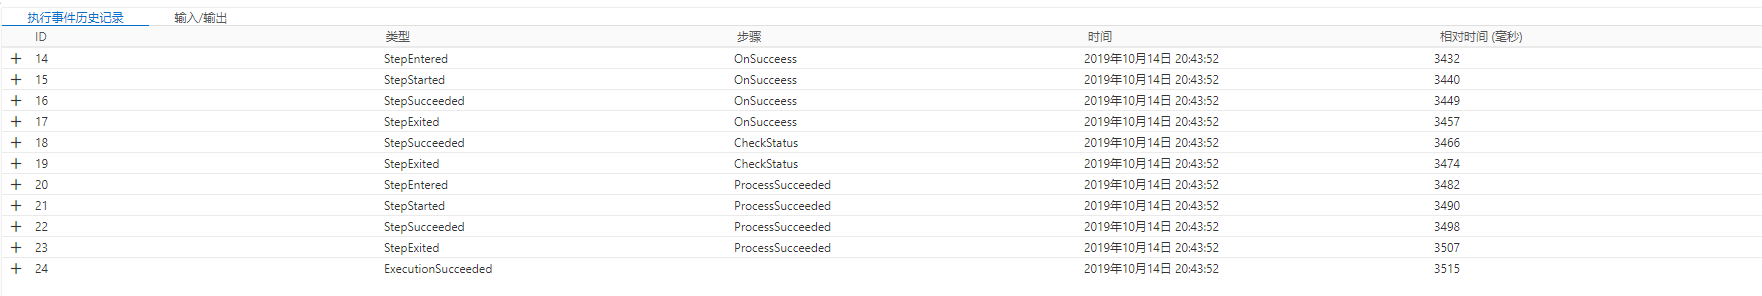 执行事件历史记录 输入/输出
ID 类型 步骤 时间 相对时间 (毫秒)
14 StepEntered OnSucceess 2019年10月14日 20:43:52 3432
15 StepStarted OnSucceess 2019年10月14日 20:43:52 3440
16 StepSucceeded OnSucceess 2019年10月14日 20:43:52 3449
17 StepExited OnSucceess 2019年10月14日 20:43:52 3457
18 StepSucceeded CheckStatus 2019年10月14日 20:43:52 3466
19 StepExited CheckStatus 2019年10月14日 20:43:52 3474
20 StepEntered ProcessSucceeded 2019年10月14日 20:43:52 3482
21 StepStarted ProcessSucceeded 2019年10月14日 20:43:52 3490
22 StepSucceeded ProcessSucceeded 2019年10月14日 20:43:52 3498
23 StepExited ProcessSucceeded 2019年10月14日 20:43:52 3507
24 ExecutionSucceeded 2019年10月14日 20:43:52 3515